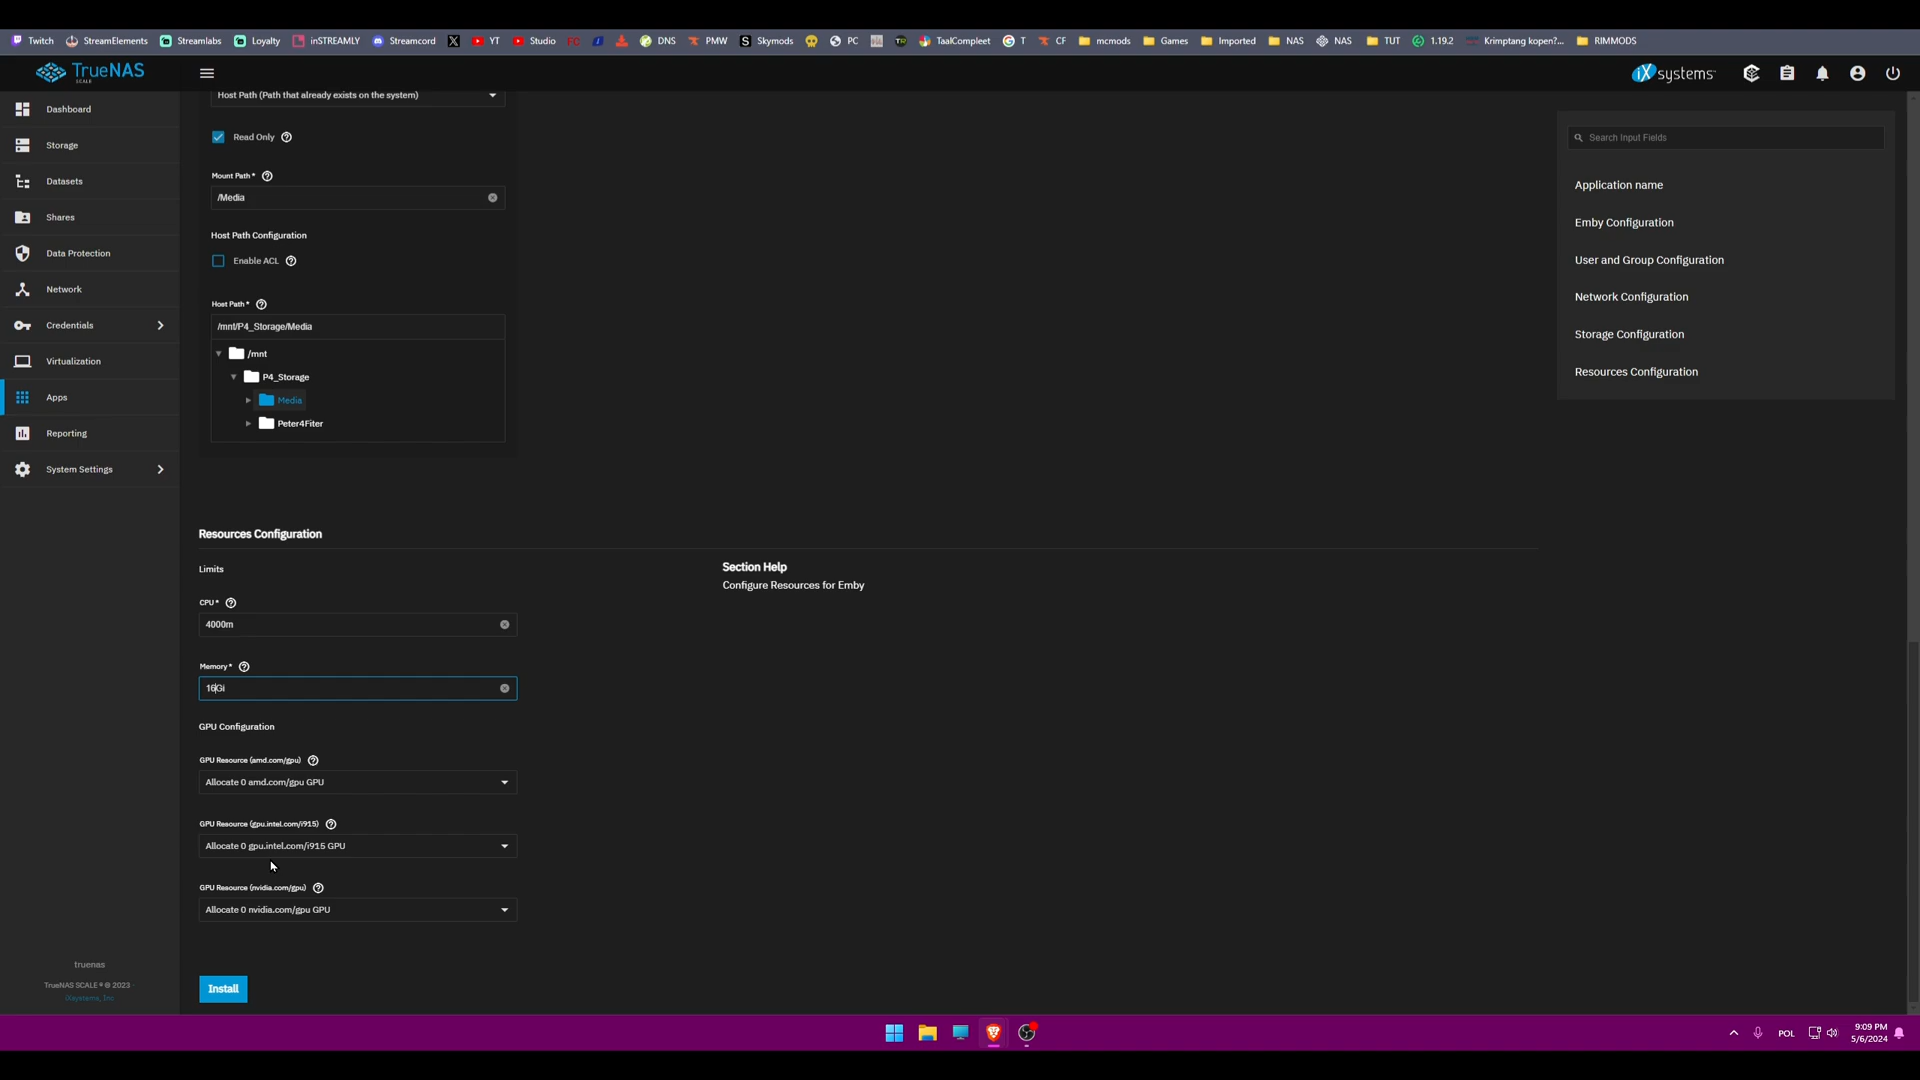 Twitch StreamElements Streamlabs Loyalty inSTREAMLY Streamcord YT Studio FC DNS PMW Skymods PC TaalCompleet T CF mcmods Games Imported NAS NAS TUT 1.19.2 Krimptang kopen?... RIMMODS
TrueNAS
SCALE
iXsystems
Dashboard
Storage
Datasets
Shares
Data Protection
Network
Credentials
Virtualization
Apps
Reporting
System Settings
truenas
TrueNAS SCALE ® © 2023 -
iXsystems, Inc
Host Path (Path that already exists on the system)
Read Only
Mount Path *
/Media
Host Path Configuration
Enable ACL
Host Path *
/mnt/P4_Storage/Media
/mnt
P4_Storage
Media
Peter4Fiter
Resources Configuration
Limits
CPU *
4000m
Memory *
16Gi
GPU Configuration
GPU Resource (amd.com/gpu)
Allocate 0 amd.com/gpu GPU
GPU Resource (gpu.intel.com/i915)
Allocate 0 gpu.intel.com/i915 GPU
GPU Resource (nvidia.com/gpu)
Allocate 0 nvidia.com/gpu GPU
Install
Section Help
Configure Resources for Emby
Search Input Fields
Application name
Emby Configuration
User and Group Configuration
Network Configuration
Storage Configuration
Resources Configuration
POL
9:09 PM
5/6/2024